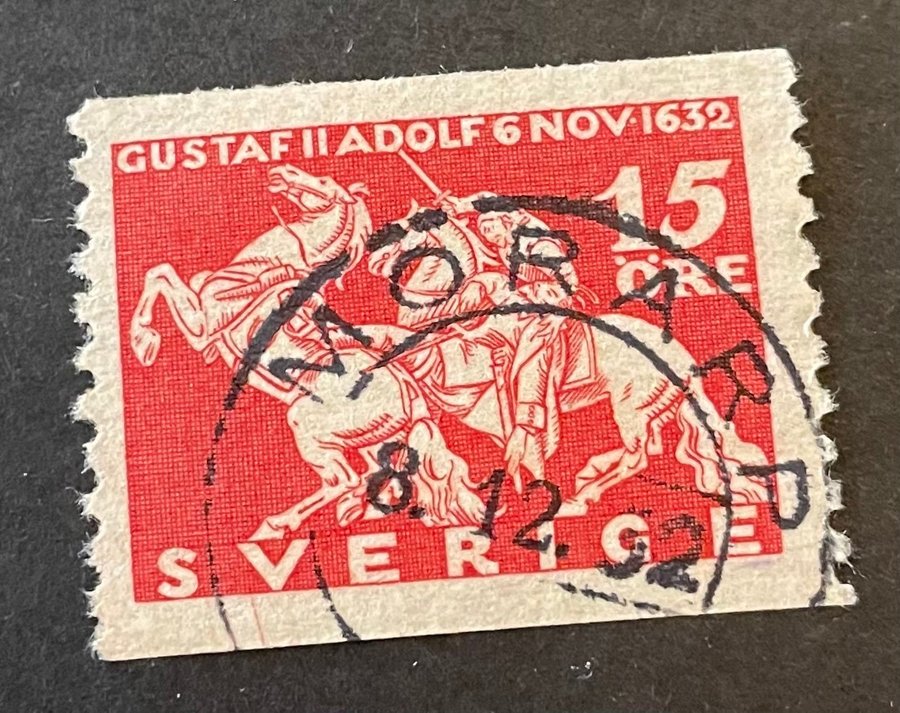 GUSTAF II ADOLF 6 NOV. 1632
15
ÖRE
MÖRARP
8. 12. 32
SVERIGE